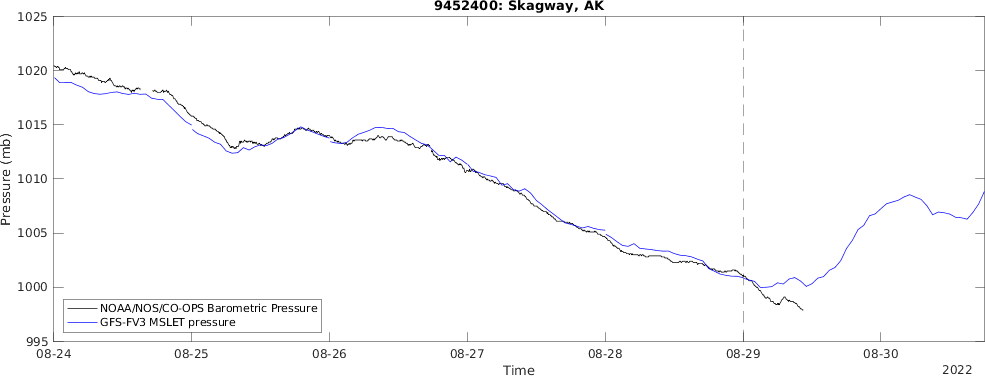 9452400: Skagway, AK
1025
1020
1015
1010
1005
1000
995
Pressure (mb)
NOAA/NOS/CO-OPS Barometric Pressure
GFS-FV3 MSLET pressure
08-24 08-25 08-26 08-27 08-28 08-29 08-30
Time
2022